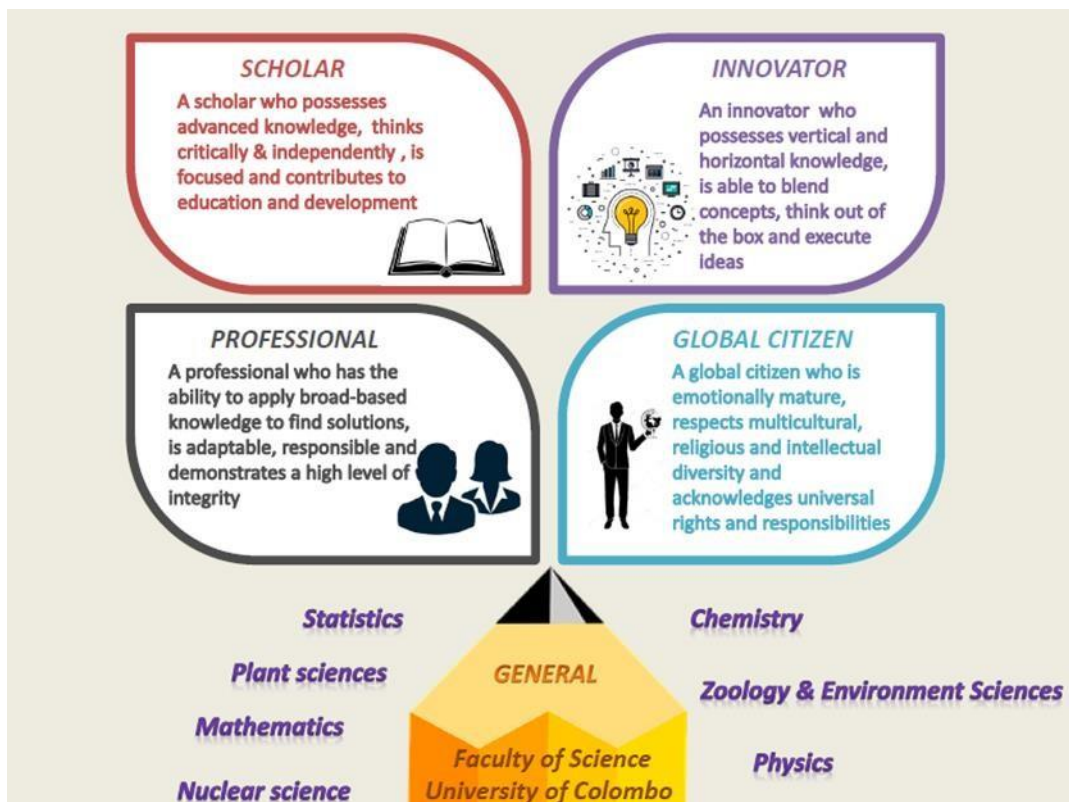 SCHOLAR
A scholar who possesses
advanced knowledge, thinks
critically & independently , is
focused and contributes to
education and development
INNOVATOR
An innovator who
possesses vertical and
horizontal knowledge,
is able to blend
concepts, think out of
the box and execute
ideas
PROFESSIONAL
A professional who has the
ability to apply broad-based
knowledge to find solutions,
is adaptable, responsible and
demonstrates a high level of
integrity
GLOBAL CITIZEN
A global citizen who is
emotionally mature,
respects multicultural,
religious and intellectual
diversity and
acknowledges universal
rights and responsibilities
Statistics
Plant sciences
Mathematics
Nuclear science
GENERAL
Faculty of Science
University of Colombo
Chemistry
Zoology & Environment Sciences
Physics